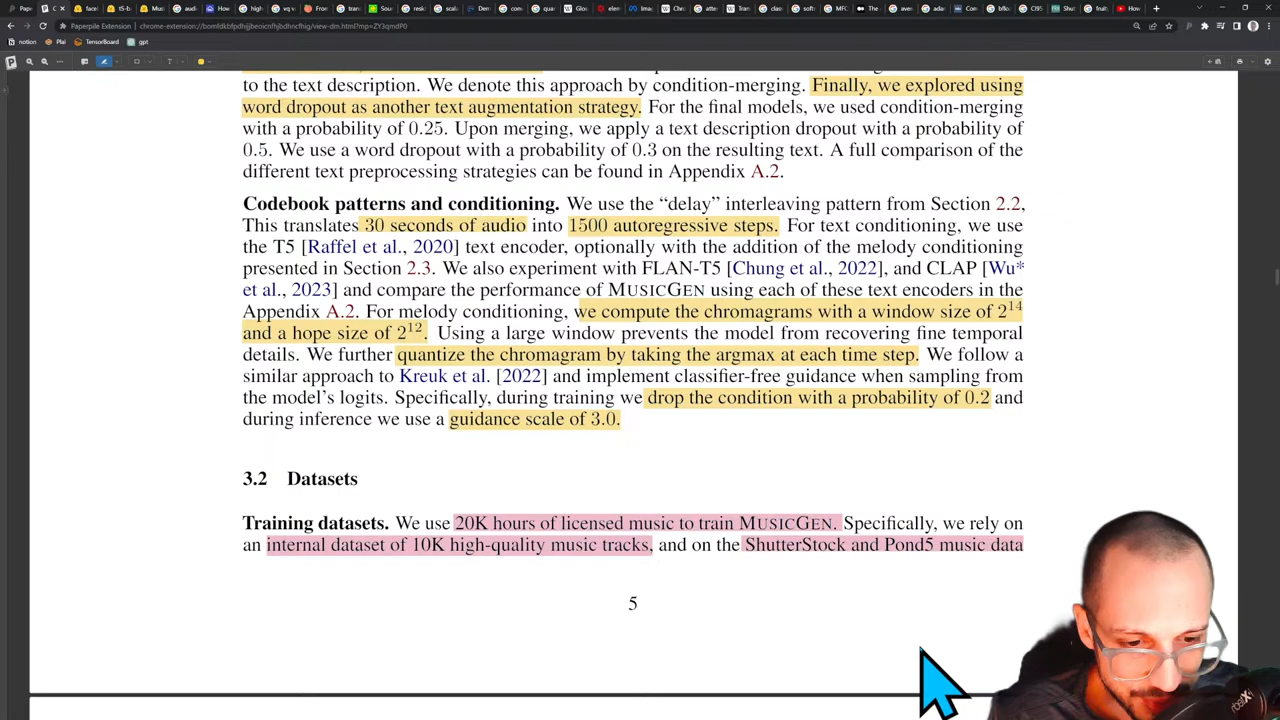 Paperpile Extension | chrome-extension://bomfdkbfpdhmmbeoicnfhjbdhncfhig/view-dm.html?mp=ZY3qmdP0
notion Plai TensorBoard gpt
to the text description. We denote this approach by condition-merging. Finally, we explored using
word dropout as another text augmentation strategy. For the final models, we used condition-merging
with a probability of 0.25. Upon merging, we apply a text description dropout with a probability of
0.5. We use a word dropout with a probability of 0.3 on the resulting text. A full comparison of the
different text preprocessing strategies can be found in Appendix A.2.
Codebook patterns and conditioning. We use the “delay” interleaving pattern from Section 2.2,
This translates 30 seconds of audio into 1500 autoregressive steps. For text conditioning, we use
the T5 [Raffel et al., 2020] text encoder, optionally with the addition of the melody conditioning
presented in Section 2.3. We also experiment with FLAN-T5 [Chung et al., 2022], and CLAP [Wu*
et al., 2023] and compare the performance of MUSICGEN using each of these text encoders in the
Appendix A.2. For melody conditioning, we compute the chromagrams with a window size of 2^14
and a hope size of 2^12. Using a large window prevents the model from recovering fine temporal
details. We further quantize the chromagram by taking the argmax at each time step. We follow a
similar approach to Kreuk et al. [2022] and implement classifier-free guidance when sampling from
the model’s logits. Specifically, during training we drop the condition with a probability of 0.2 and
during inference we use a guidance scale of 3.0.
3.2 Datasets
Training datasets. We use 20K hours of licensed music to train MUSICGEN. Specifically, we rely on
an internal dataset of 10K high-quality music tracks, and on the ShutterStock and Pond5 music data
5